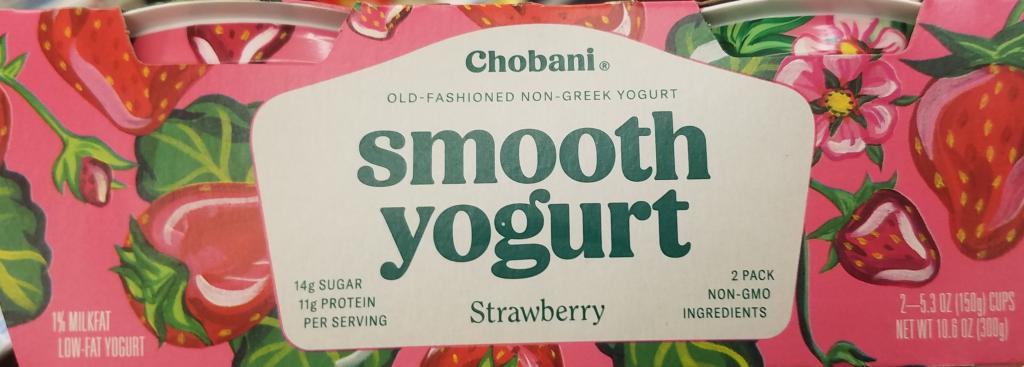 Chobani®
OLD-FASHIONED NON-GREEK YOGURT
smooth
yogurt
14g SUGAR
11g PROTEIN
PER SERVING
Strawberry
2 PACK
NON-GMO
INGREDIENTS
1% MILKFAT
LOW-FAT YOGURT
2—5.3 OZ (150g) CUPS
NET WT 10.6 OZ (300g)